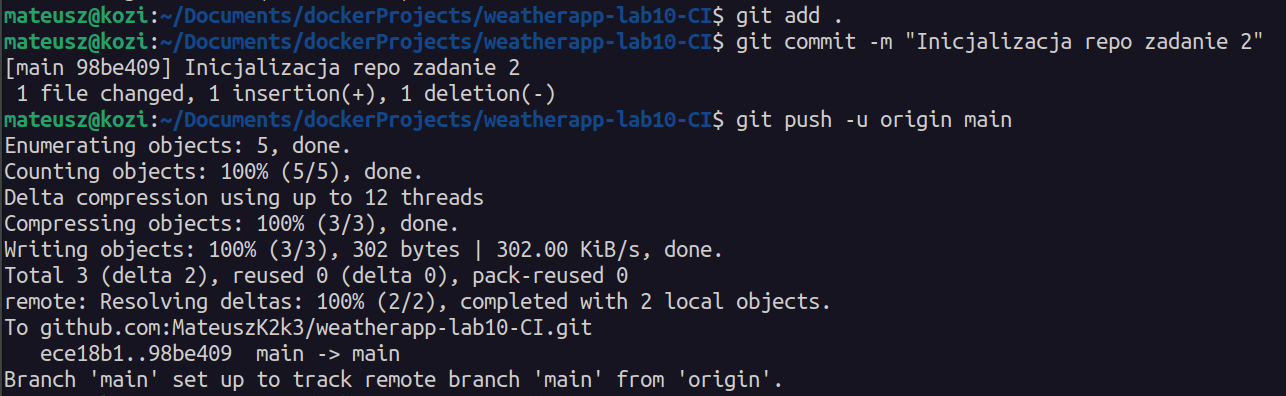 mateusz@kozi:~/Documents/dockerProjects/weatherapp-lab10-CI$ git add .
mateusz@kozi:~/Documents/dockerProjects/weatherapp-lab10-CI$ git commit -m "Inicjalizacja repo zadanie 2"
[main 98be409] Inicjalizacja repo zadanie 2
 1 file changed, 1 insertion(+), 1 deletion(-)
mateusz@kozi:~/Documents/dockerProjects/weatherapp-lab10-CI$ git push -u origin main
Enumerating objects: 5, done.
Counting objects: 100% (5/5), done.
Delta compression using up to 12 threads
Compressing objects: 100% (3/3), done.
Writing objects: 100% (3/3), 302 bytes | 302.00 KiB/s, done.
Total 3 (delta 2), reused 0 (delta 0), pack-reused 0
remote: Resolving deltas: 100% (2/2), completed with 2 local objects.
To github.com:MateuszK2k3/weatherapp-lab10-CI.git
   ece18b1..98be409  main -> main
Branch 'main' set up to track remote branch 'main' from 'origin'.